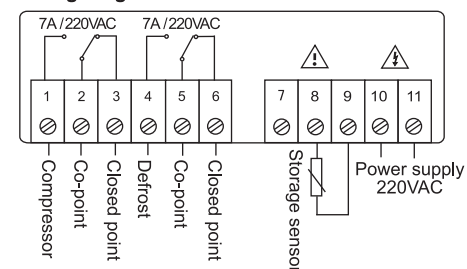 7A/220VAC 7A/220VAC
1 2 3 4 5 6 7 8 9 10 11
Compressor
Co-point
Closed point
Defrost
Co-point
Closed point
Storage sensor
Power supply
220VAC